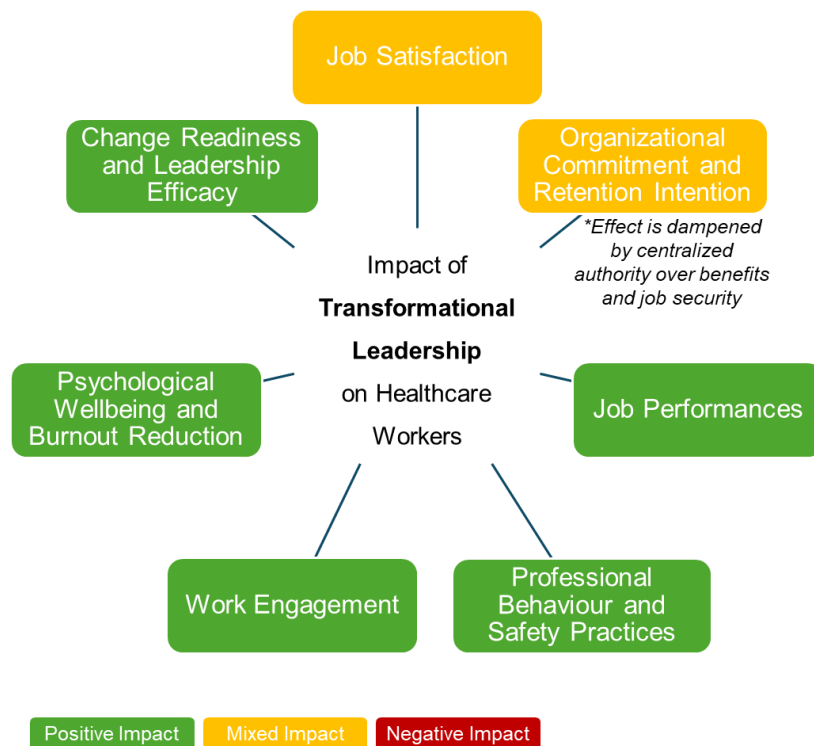 Job Satisfaction
Change Readiness
and Leadership
Efficacy
Organizational
Commitment and
Retention Intention
*Effect is dampened
by centralized
authority over benefits
and job security
Impact of
Transformational
Leadership
on Healthcare
Workers
Psychological
Wellbeing and
Burnout Reduction
Job Performances
Work Engagement
Professional
Behaviour and
Safety Practices
Positive Impact
Mixed Impact
Negative Impact